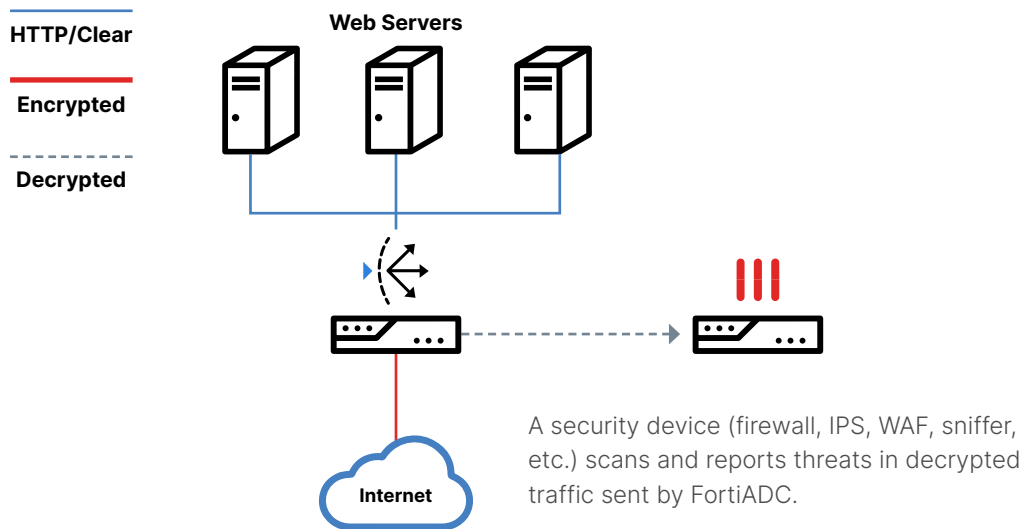 HTTP/Clear
Encrypted
Decrypted
Web Servers
Internet
A security device (firewall, IPS, WAF, sniffer,
etc.) scans and reports threats in decrypted
traffic sent by FortiADC.